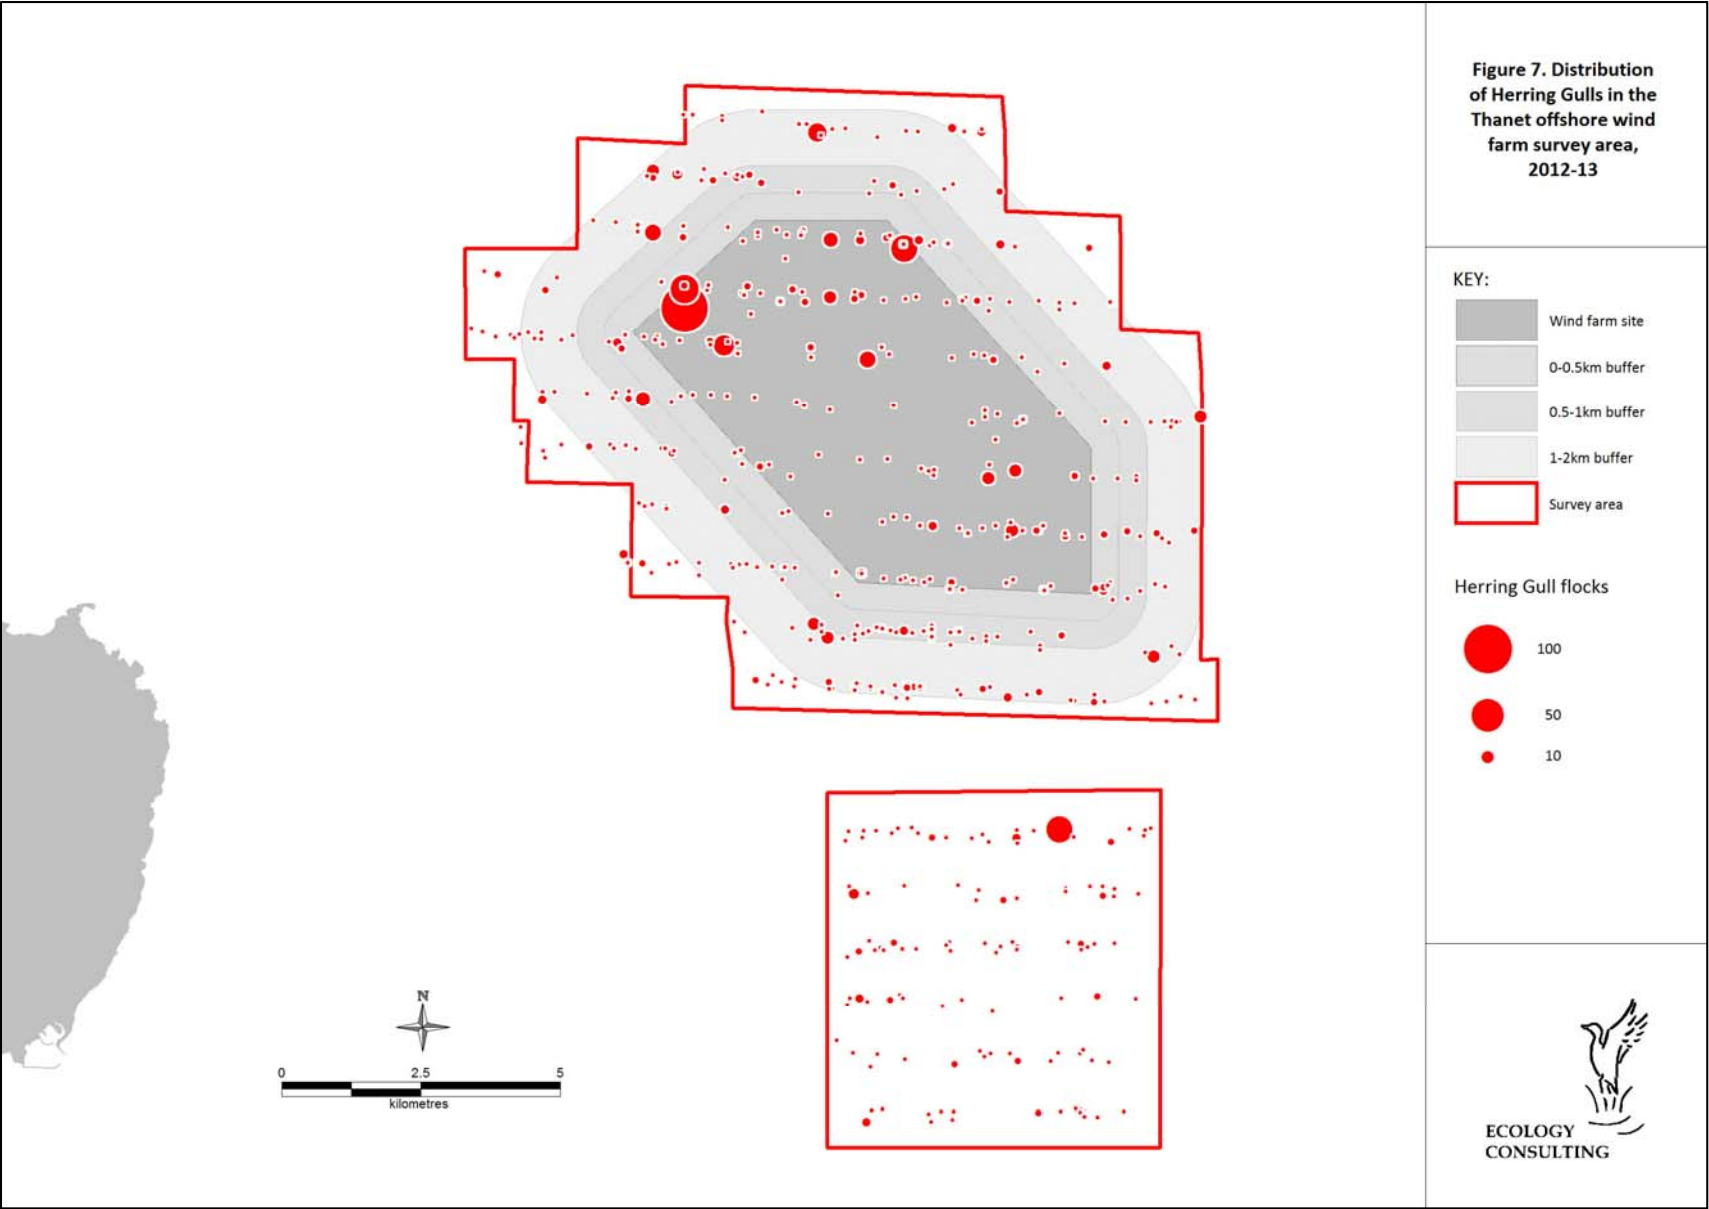 Figure 7. Distribution
of Herring Gulls in the
Thanet offshore wind
farm survey area,
2012-13
KEY:
Wind farm site
0-0.5km buffer
0.5-1km buffer
1-2km buffer
Survey area
Herring Gull flocks
100
50
10
N
0 2.5 5
kilometres
ECOLOGY
CONSULTING